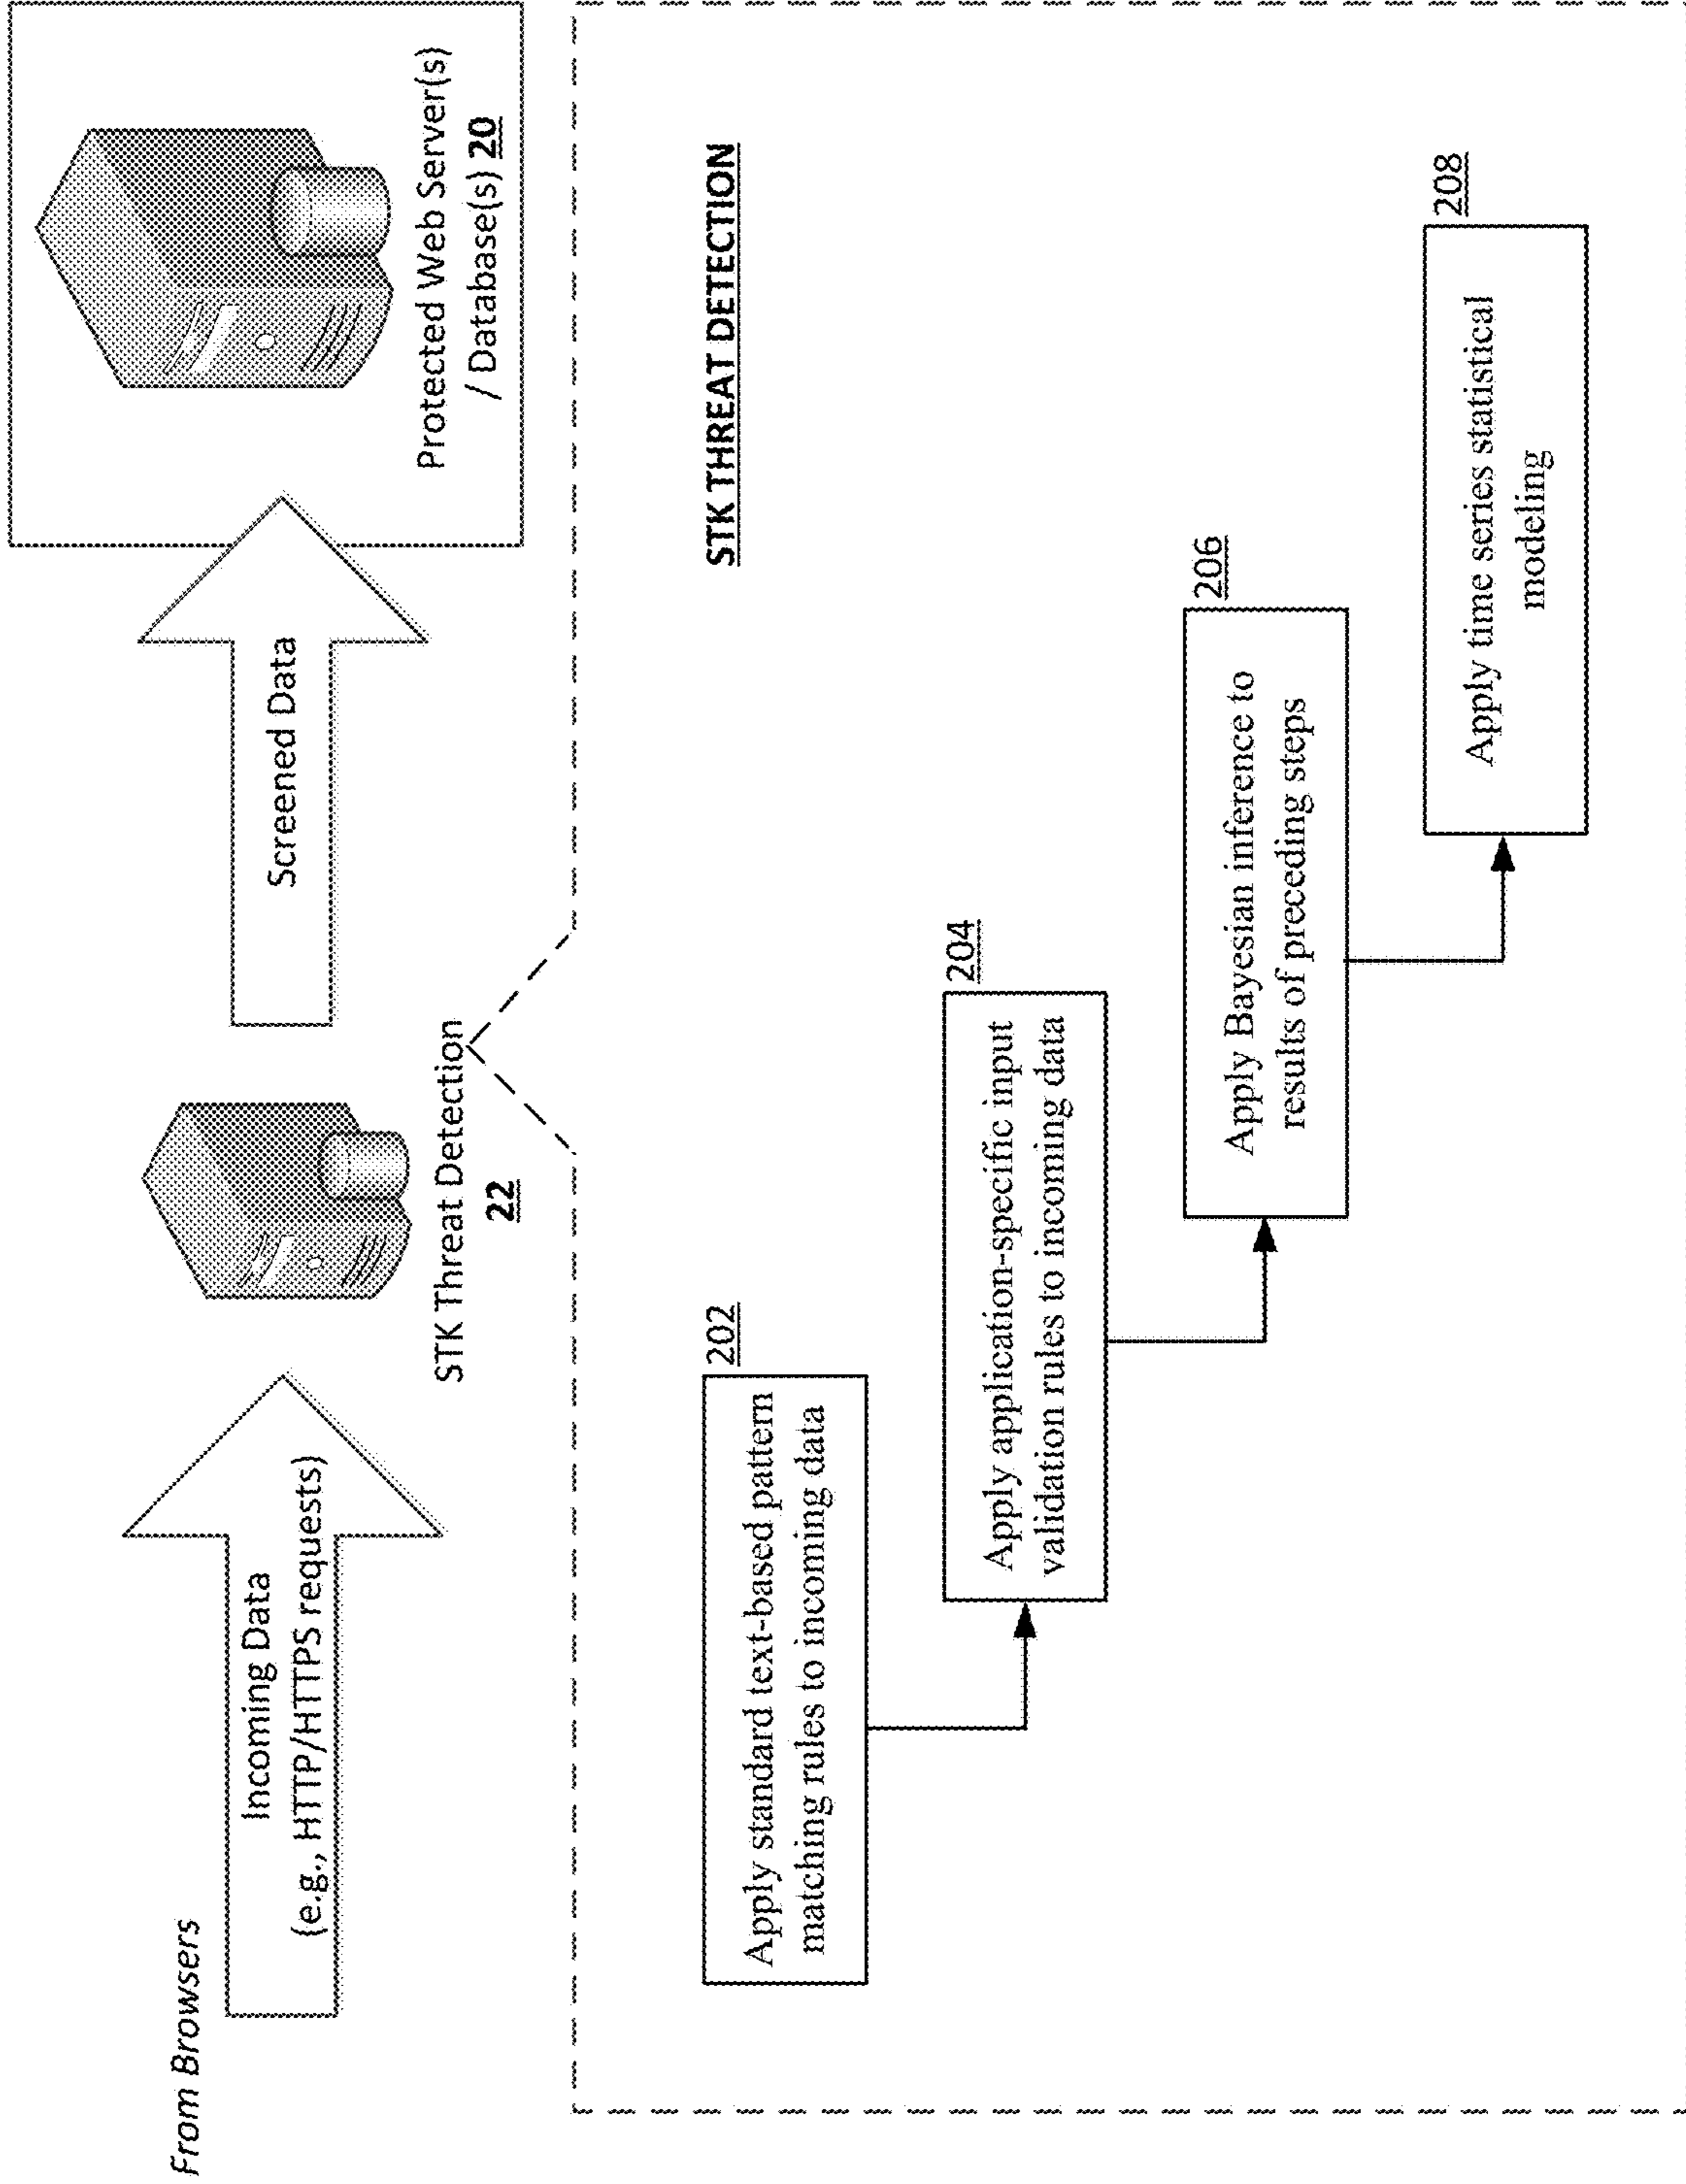 From Browsers
Incoming Data
(e.g., HTTP/HTTPS requests)
STK Threat Detection
22
Screened Data
Protected Web Server(s)
/ Database(s) 20
STK THREAT DETECTION
202
Apply standard text-based pattern
matching rules to incoming data
204
Apply application-specific input
validation rules to incoming data
206
Apply Bayesian inference to
results of preceding steps
208
Apply time series statistical
modeling